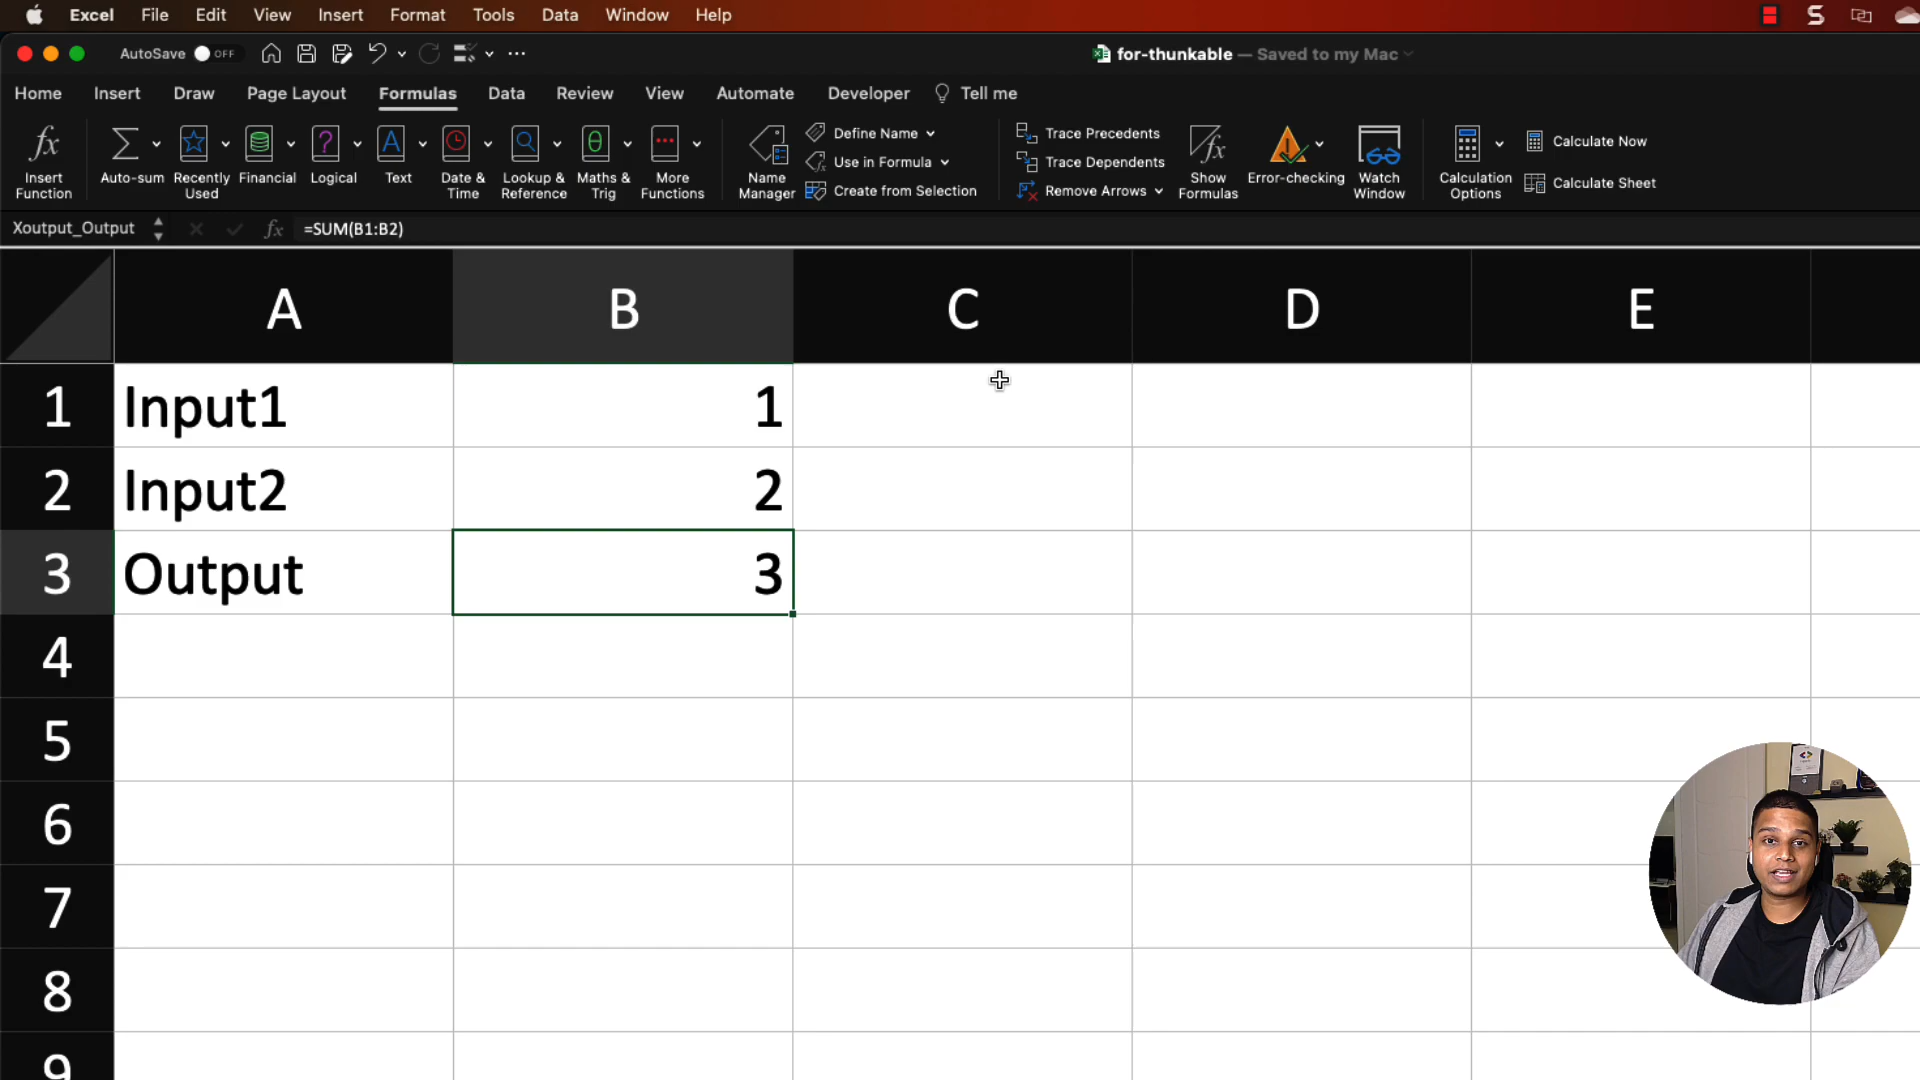 Excel File Edit View Insert Format Tools Data Window Help
AutoSave OFF for-thunkable — Saved to my Mac
Home Insert Draw Page Layout Formulas Data Review View Automate Developer Tell me
Insert Function
Auto-sum
Recently Used
Financial
Logical
Text
Date & Time
Lookup & Reference
Maths & Trig
More Functions
Name Manager
Define Name
Use in Formula
Create from Selection
Trace Precedents
Trace Dependents
Remove Arrows
Show Formulas
Error-checking
Watch Window
Calculation Options
Calculate Now
Calculate Sheet
Xoutput_Output fx =SUM(B1:B2)
A B C D E
1 Input1 1
2 Input2 2
3 Output 3
4
5
6
7
8
9